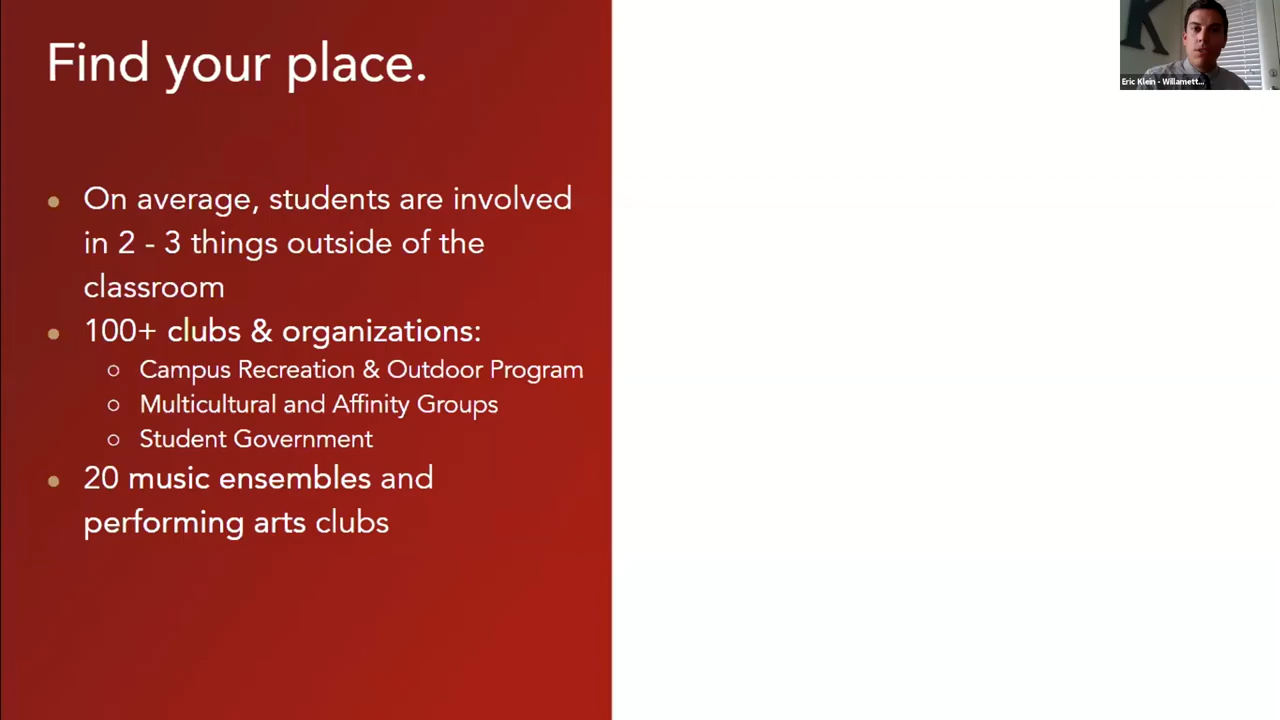 Find your place.
• On average, students are involved
in 2 - 3 things outside of the
classroom
• 100+ clubs & organizations:
○ Campus Recreation & Outdoor Program
○ Multicultural and Affinity Groups
○ Student Government
• 20 music ensembles and
performing arts clubs
K
Eric Klein - Willamett...